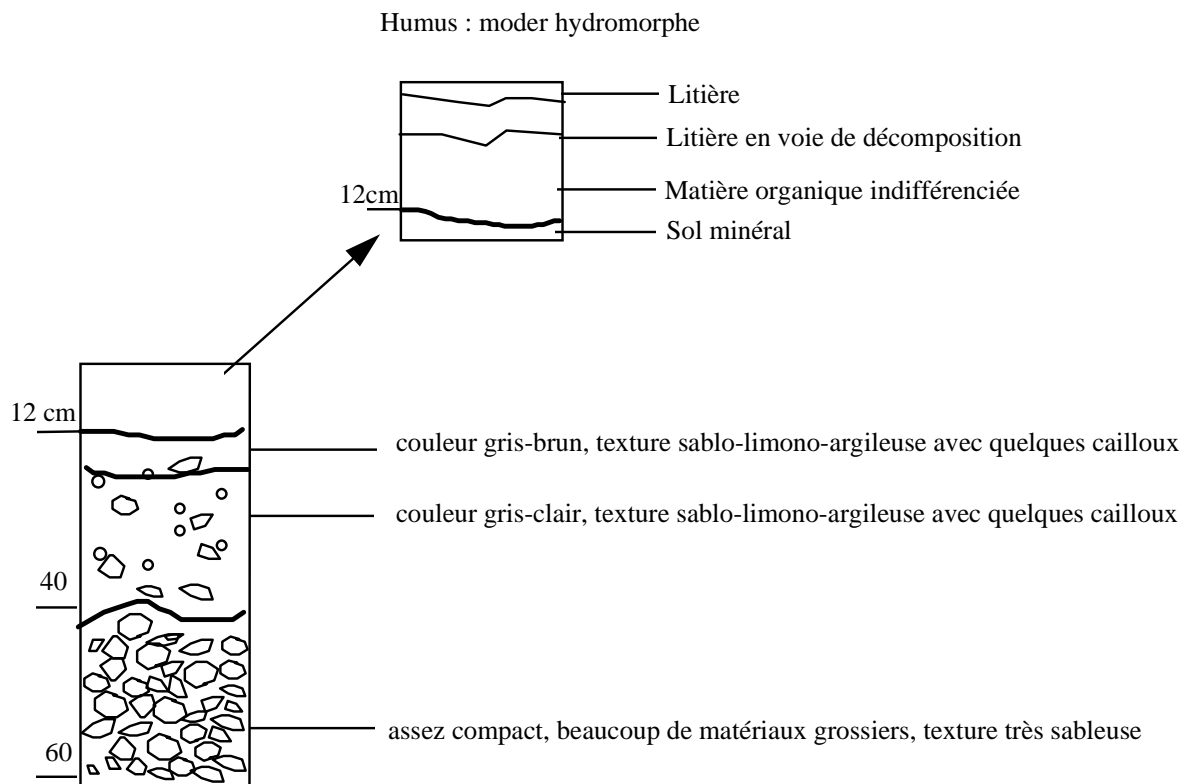 Humus : moder hydromorphe
Litière
Litière en voie de décomposition
Matière organique indifférenciée
12cm
Sol minéral
12 cm
couleur gris-brun, texture sablo-limono-argileuse avec quelques cailloux
couleur gris-clair, texture sablo-limono-argileuse avec quelques cailloux
40
assez compact, beaucoup de matériaux grossiers, texture très sableuse
60